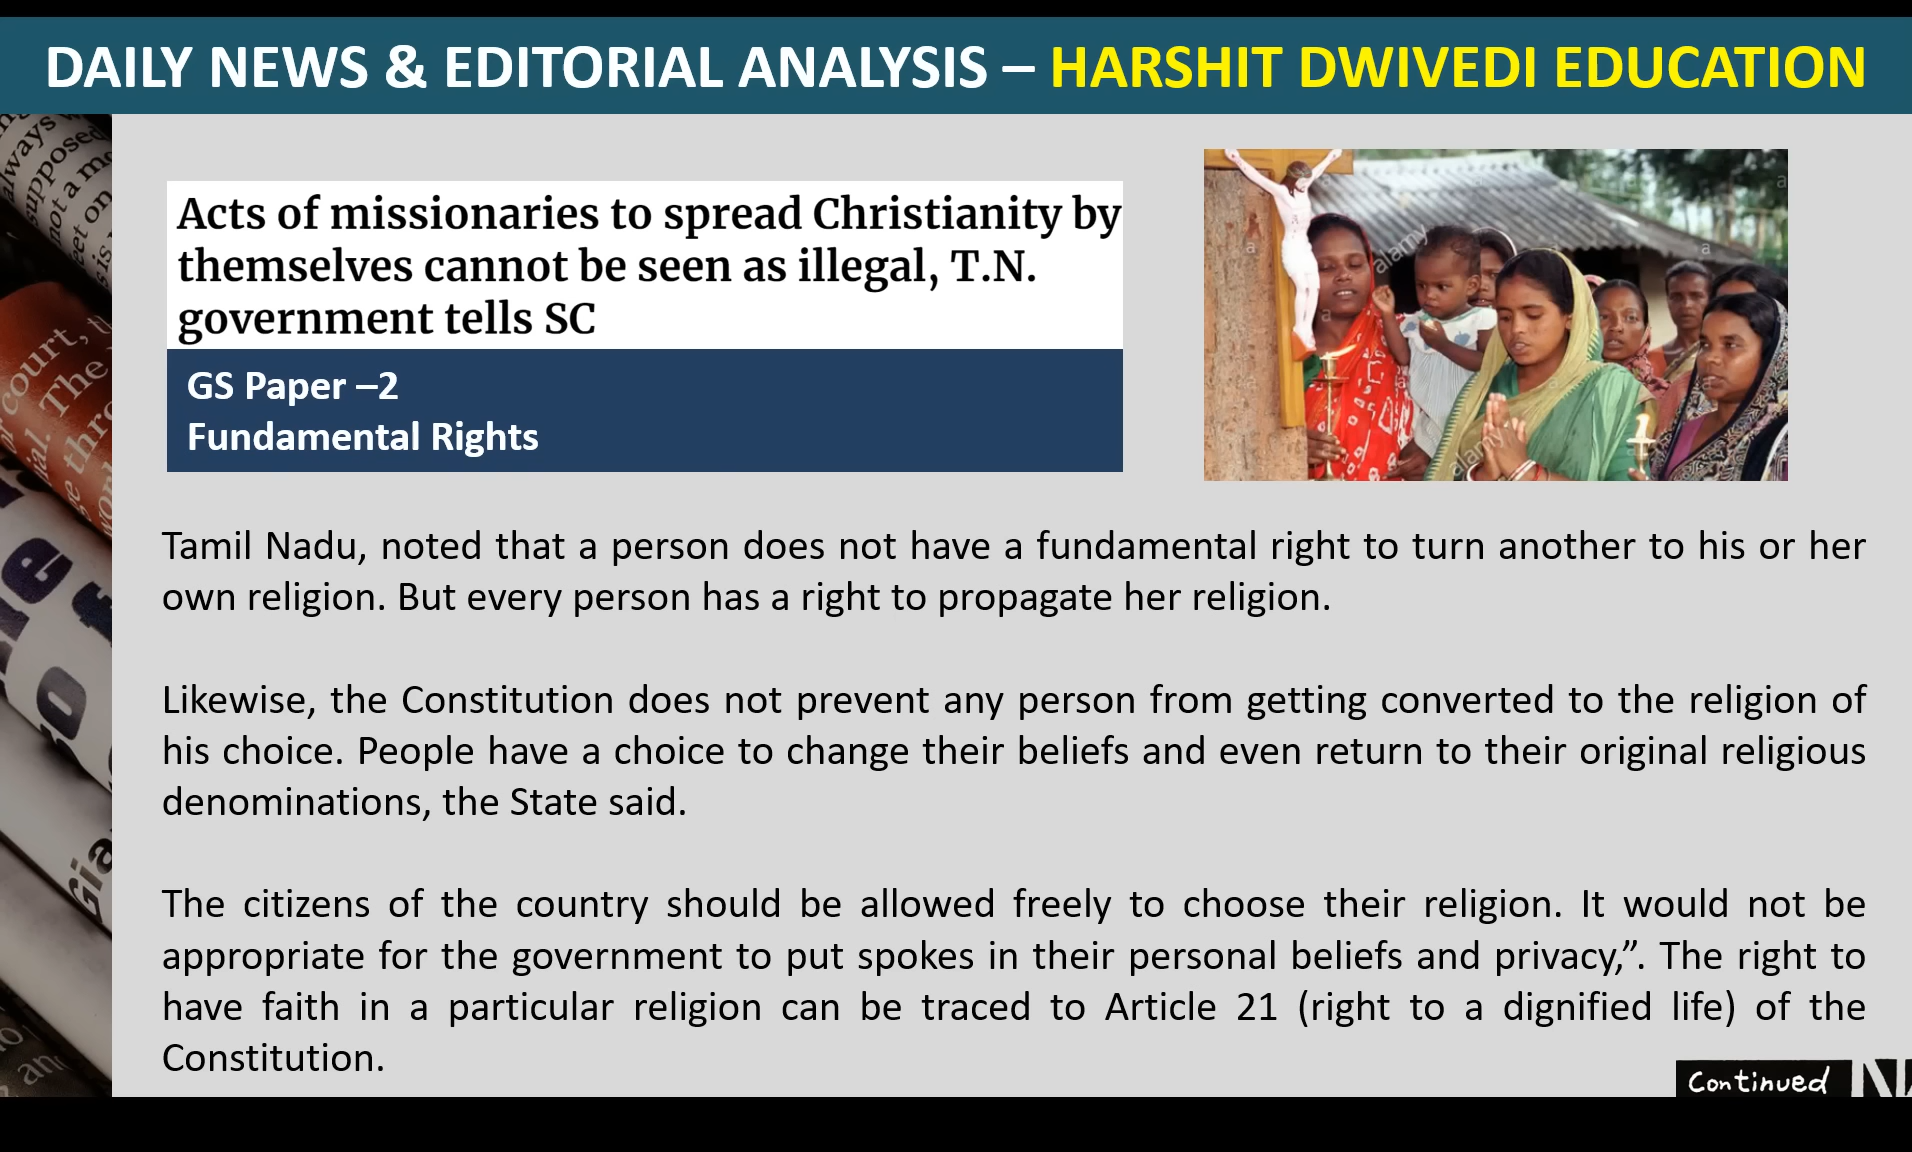 DAILY NEWS & EDITORIAL ANALYSIS – HARSHIT DWIVEDI EDUCATION
Acts of missionaries to spread Christianity by
themselves cannot be seen as illegal, T.N.
government tells SC
GS Paper –2
Fundamental Rights
alamy
alamy
a
a
a
Tamil Nadu, noted that a person does not have a fundamental right to turn another to his or her
own religion. But every person has a right to propagate her religion.
Likewise, the Constitution does not prevent any person from getting converted to the religion of
his choice. People have a choice to change their beliefs and even return to their original religious
denominations, the State said.
The citizens of the country should be allowed freely to choose their religion. It would not be
appropriate for the government to put spokes in their personal beliefs and privacy,”. The right to
have faith in a particular religion can be traced to Article 21 (right to a dignified life) of the
Constitution.
Continued
always
supposed
not a
court,
The